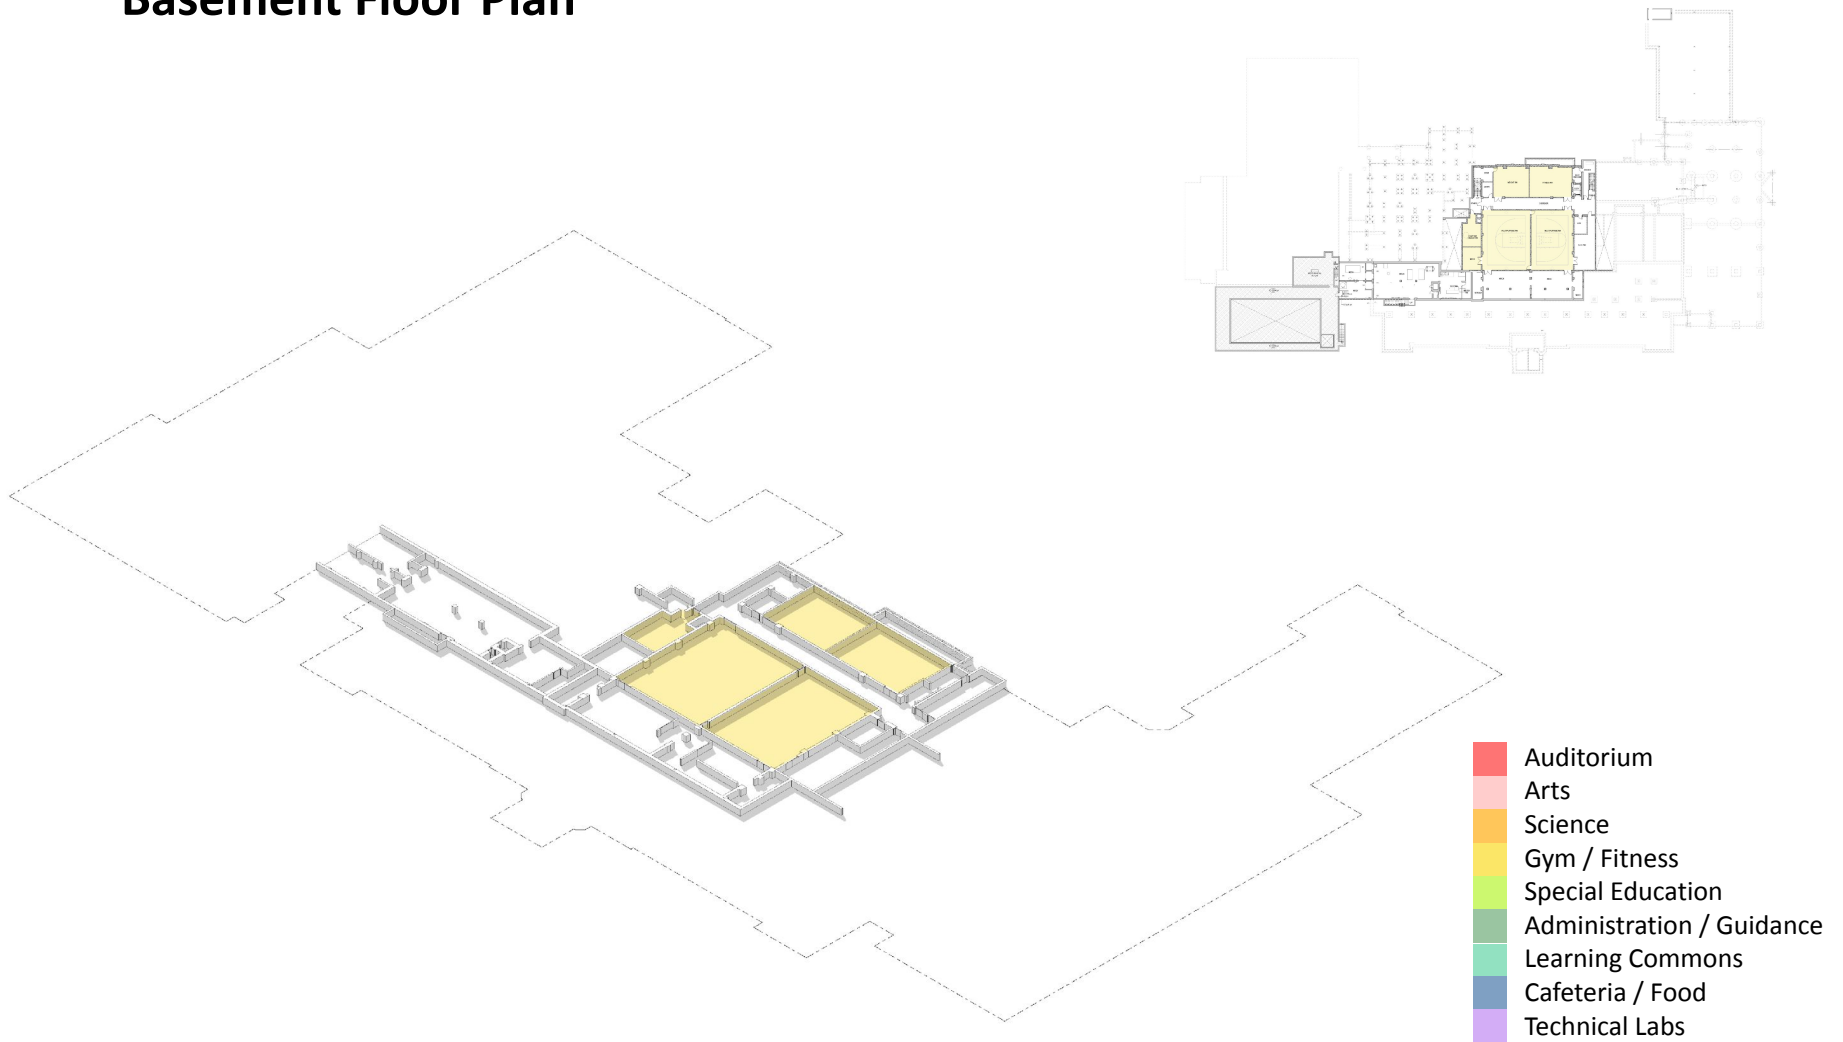 Basement Floor Plan
Auditorium
Arts
Science
Gym / Fitness
Special Education
Administration / Guidance
Learning Commons
Cafeteria / Food
Technical Labs